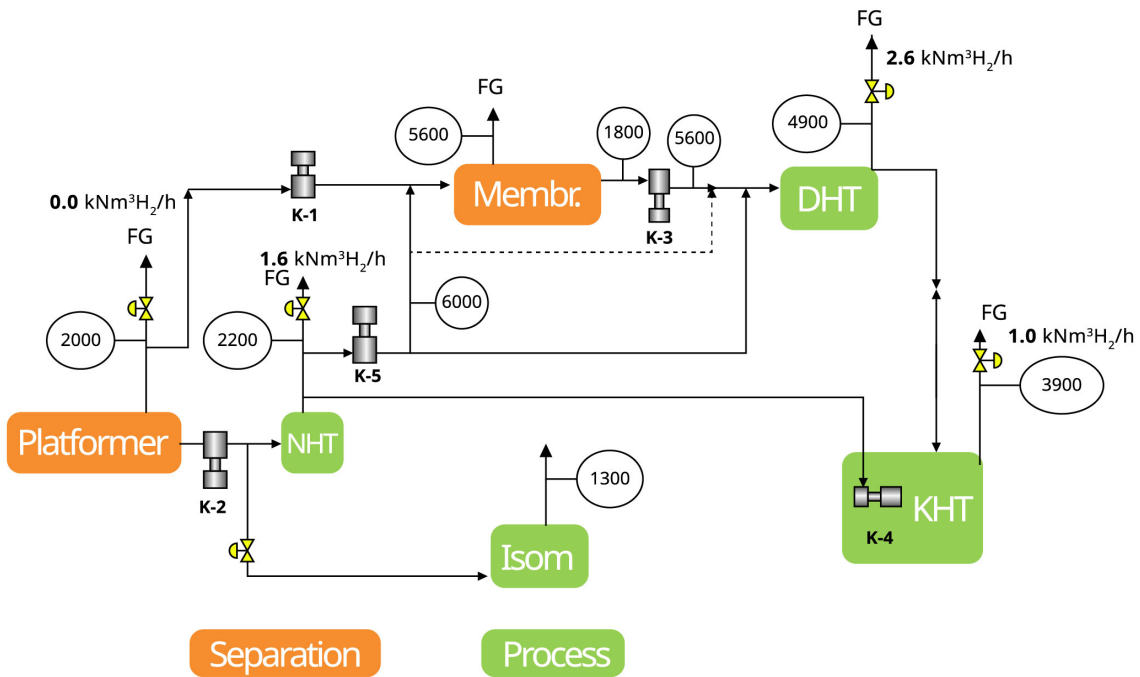 FG
2.6 kNm³H₂/h
FG
5600
1800
5600
4900
Membr.
DHT
K-1
K-3
0.0 kNm³H₂/h
FG
1.6 kNm³H₂/h
FG
6000
2000
2200
K-5
FG
1.0 kNm³H₂/h
3900
Platformer
NHT
K-2
1300
KHT
K-4
Isom
Separation
Process